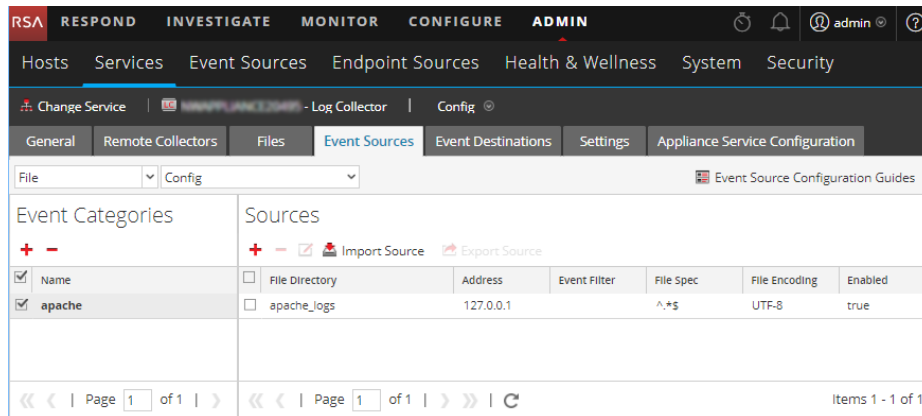 RSA RESPOND INVESTIGATE MONITOR CONFIGURE ADMIN admin ?
Hosts Services Event Sources Endpoint Sources Health & Wellness System Security
Change Service | - Log Collector | Config
General Remote Collectors Files Event Sources Event Destinations Settings Appliance Service Configuration
File Config Event Source Configuration Guides
Event Categories Sources
+ - + - Import Source Export Source
Name File Directory Address Event Filter File Spec File Encoding Enabled
apache apache_logs 127.0.0.1 ^.*$ UTF-8 true
| Page 1 of 1 | | Page 1 of 1 | | Items 1 - 1 of 1